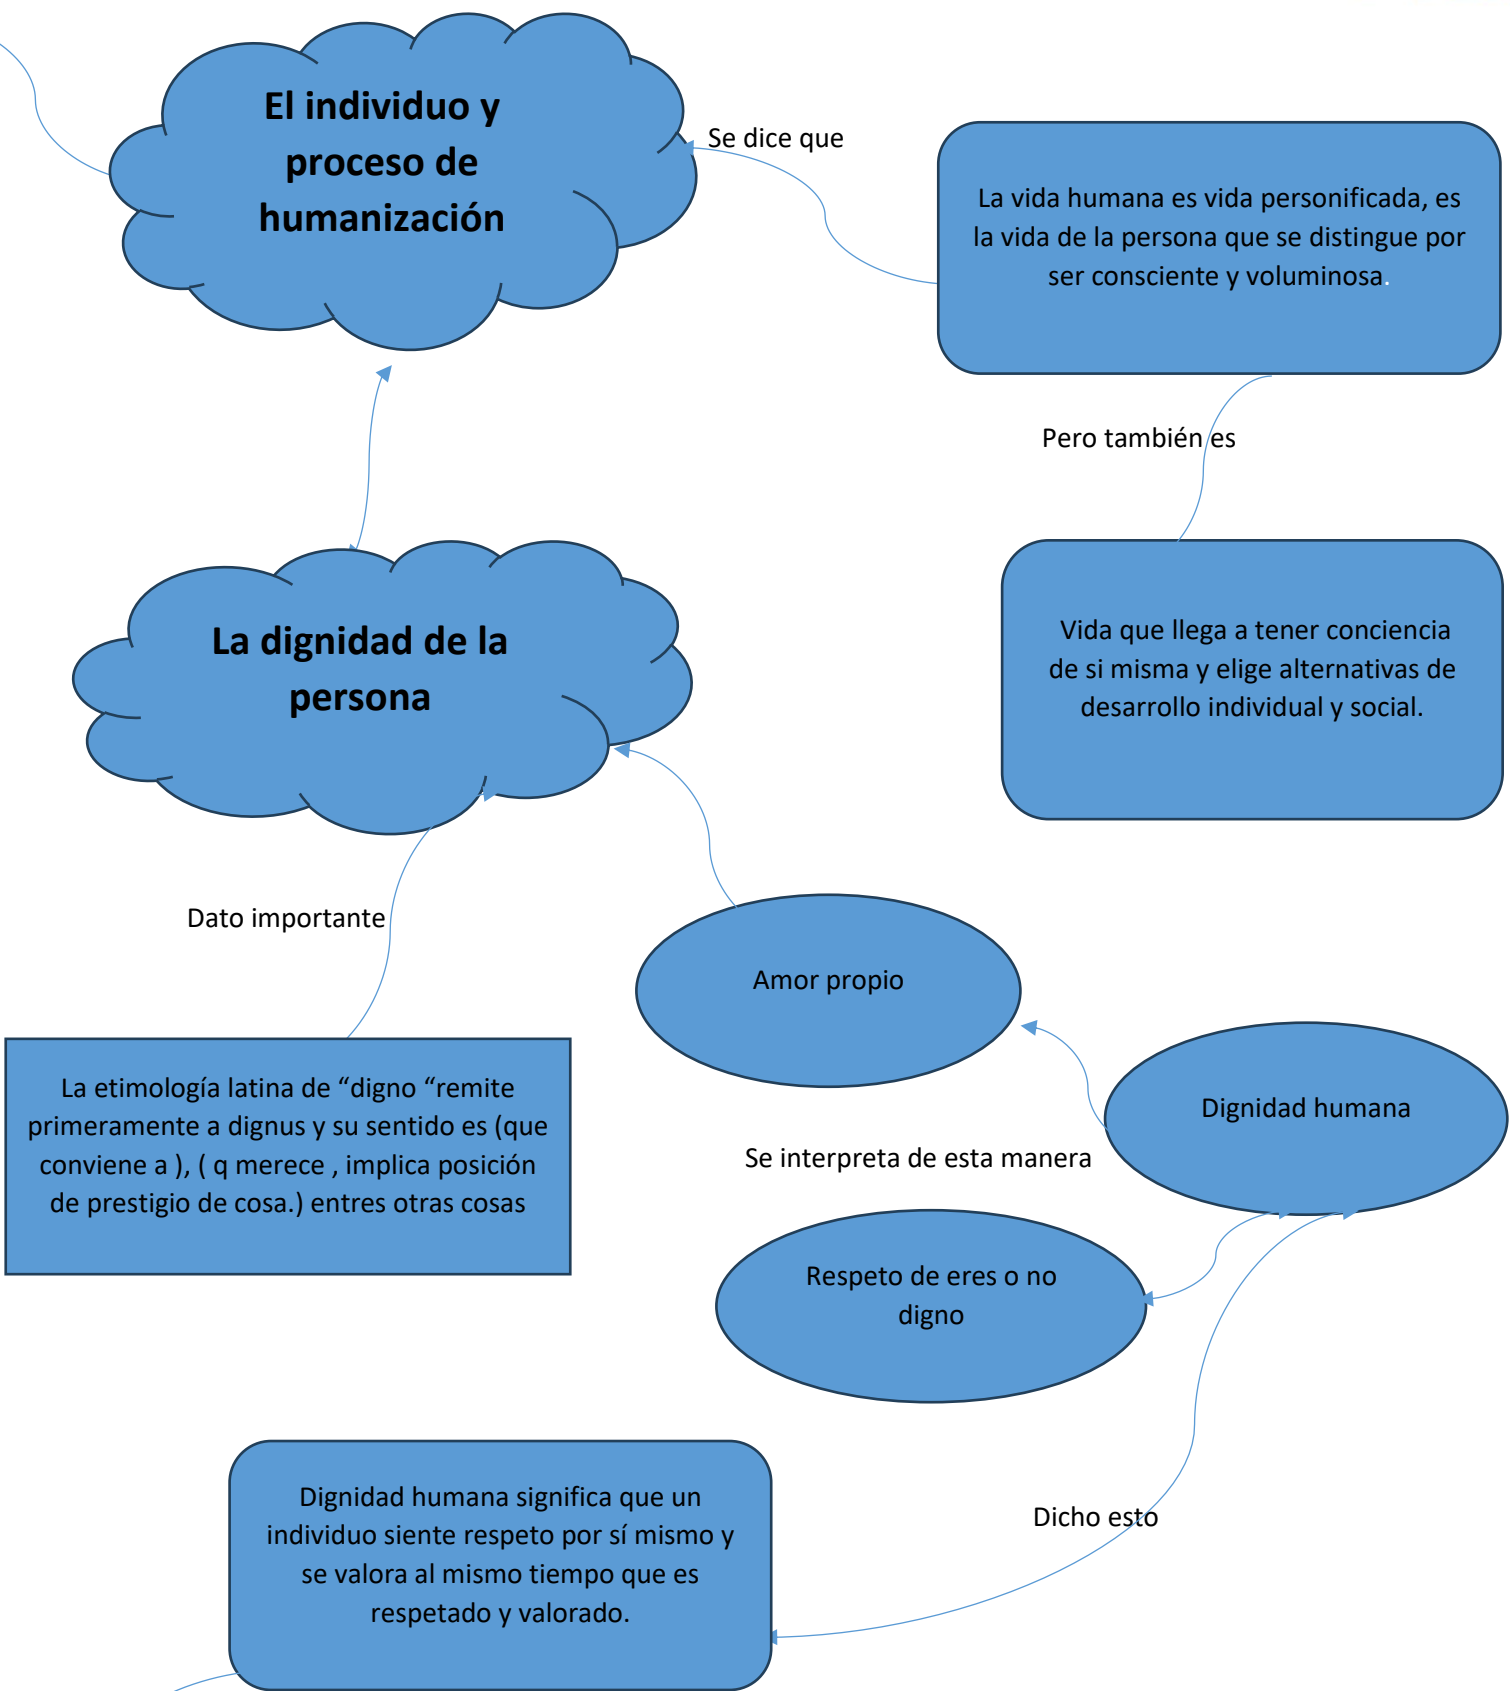 El individuo y
proceso de
humanización
Se dice que
La vida humana es vida personificada, es
la vida de la persona que se distingue por
ser consciente y voluminosa.
Pero también es
Vida que llega a tener conciencia
de si misma y elige alternativas de
desarrollo individual y social.
La dignidad de la
persona
Dato importante
Amor propio
La etimología latina de “digno “remite
primeramente a dignus y su sentido es (que
conviene a ), ( q merece , implica posición
de prestigio de cosa.) entres otras cosas
Dignidad humana
Se interpreta de esta manera
Respeto de eres o no
digno
Dignidad humana significa que un
individuo siente respeto por sí mismo y
se valora al mismo tiempo que es
respetado y valorado.
Dicho esto